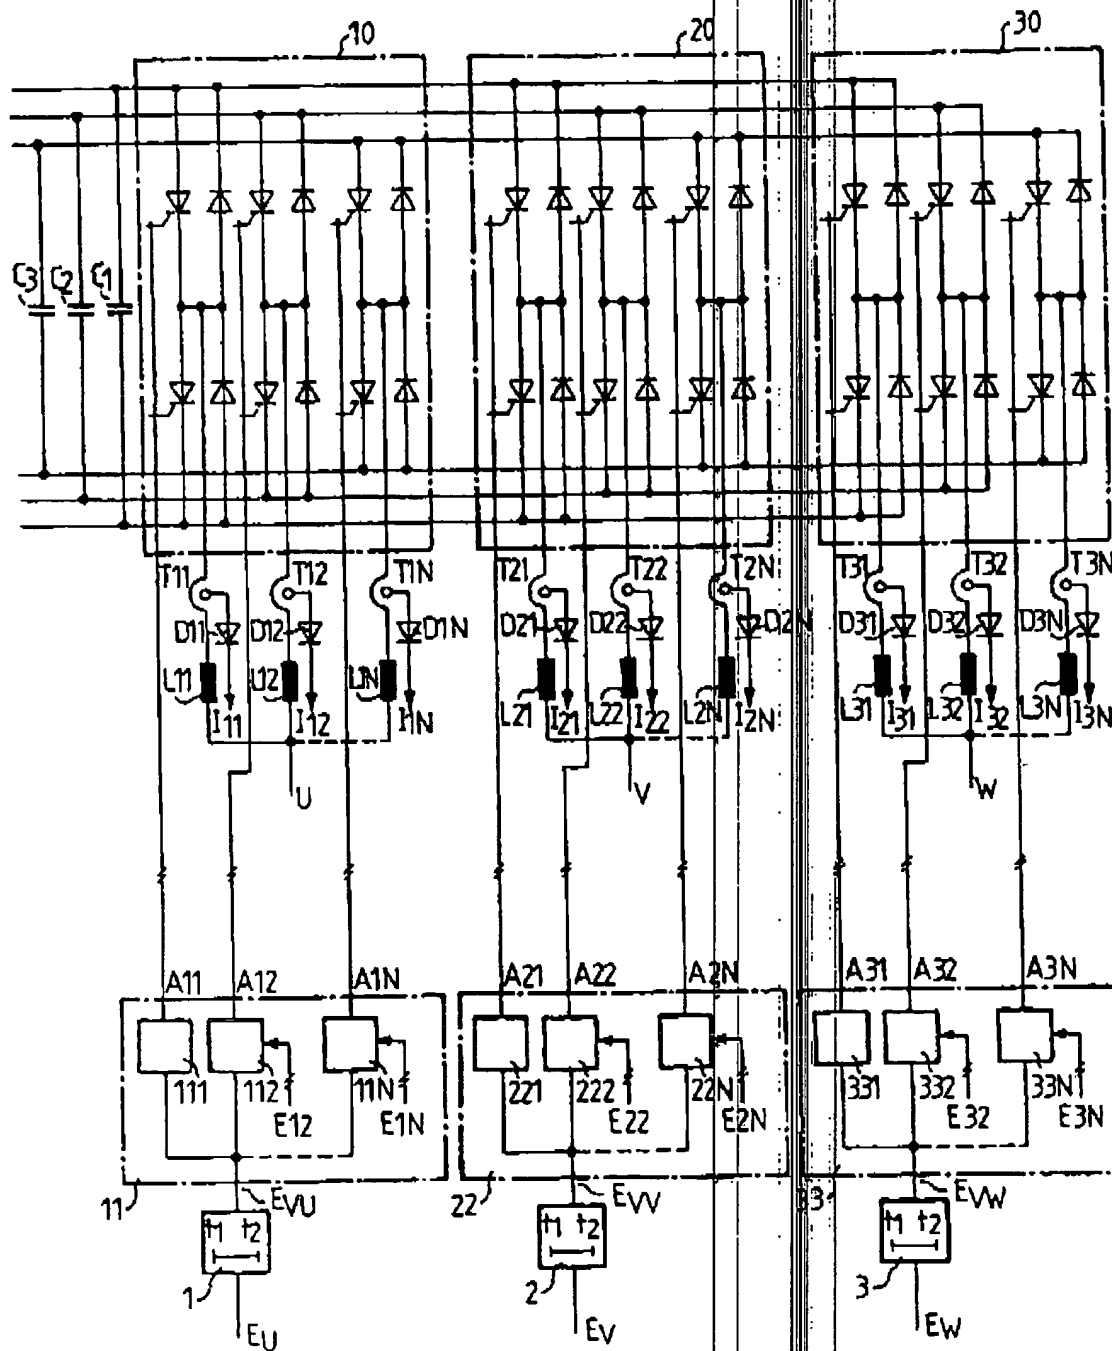 10 20 30
C3 C2 C1
T11 T12 T1N T21 T22 T2N T31 T32 T3N
D11 D12 D1N D21 D22 D2N D31 D32 D3N
L11 L12 L1N L21 L22 L2N L31 L32 L3N
I11 I12 I1N I21 I22 I2N I31 I32 I3N
U V W
A11 A12 A1N A21 A22 A2N A31 A32 A3N
111 112 11N 221 222 22N 331 332 33N
E12 E1N E22 E2N E32 E3N
11 EVU 22 EVV 33 EVW
t1 t2 t1 t2 t1 t2
1 2 3
EU EV EW